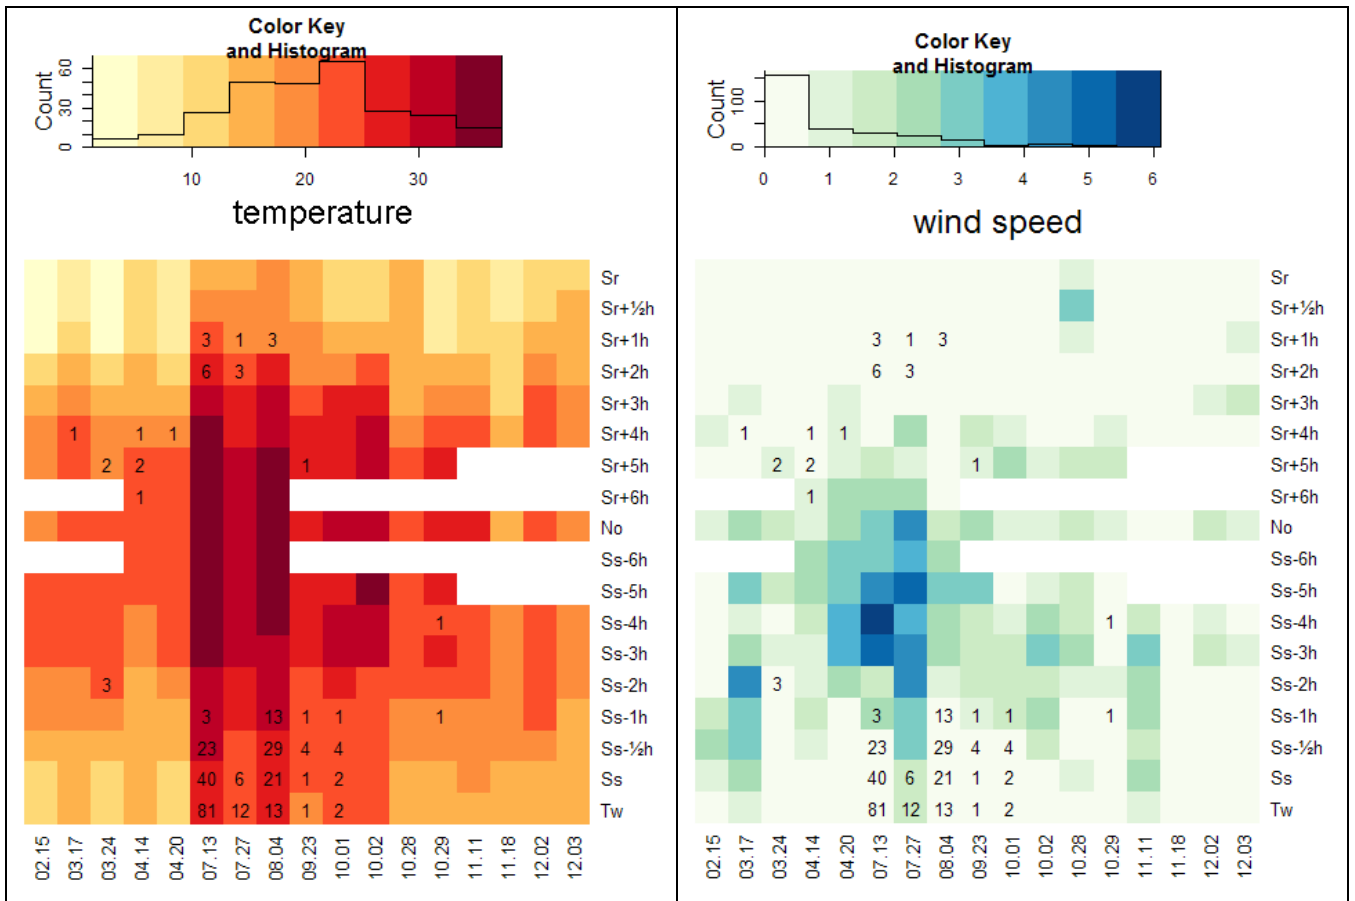 Color Key
and Histogram
Count
0
30
60
10 20 30
temperature
Sr
Sr+½h
3 1 3 Sr+1h
6 3 Sr+2h
Sr+3h
1 1 1 Sr+4h
2 2 1 Sr+5h
1 Sr+6h
No
Ss-6h
Ss-5h
1 Ss-4h
Ss-3h
3 Ss-2h
3 13 1 1 1 Ss-1h
23 29 4 4 Ss-½h
40 6 21 1 2 Ss
81 12 13 1 2 Tw
02.15 03.17 03.24 04.14 04.20 07.13 07.27 08.04 09.23 10.01 10.02 10.28 10.29 11.11 11.18 12.02 12.03
Color Key
and Histogram
Count
0
100
0 1 2 3 4 5 6
wind speed
Sr
Sr+½h
3 1 3 Sr+1h
6 3 Sr+2h
Sr+3h
1 1 1 Sr+4h
2 2 1 Sr+5h
1 Sr+6h
No
Ss-6h
Ss-5h
1 Ss-4h
Ss-3h
3 Ss-2h
3 13 1 1 1 Ss-1h
23 29 4 4 Ss-½h
40 6 21 1 2 Ss
81 12 13 1 2 Tw
02.15 03.17 03.24 04.14 04.20 07.13 07.27 08.04 09.23 10.01 10.02 10.28 10.29 11.11 11.18 12.02 12.03